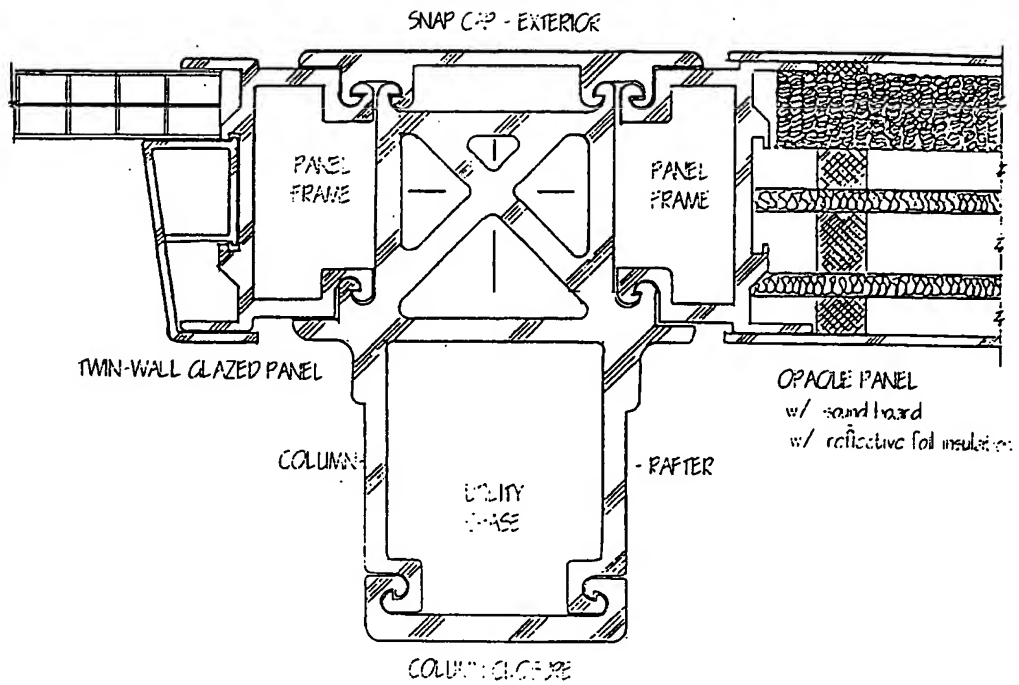 SNAP CAP - EXTERIOR
PANEL
FRAME
PANEL
FRAME
TWIN-WALL GLAZED PANEL
OPAQUE PANEL
w/ sound board
w/ reflective foil insulation
COLUMN-
- RAFTER
UTILITY
CHASE
COLUMN CLOSURE